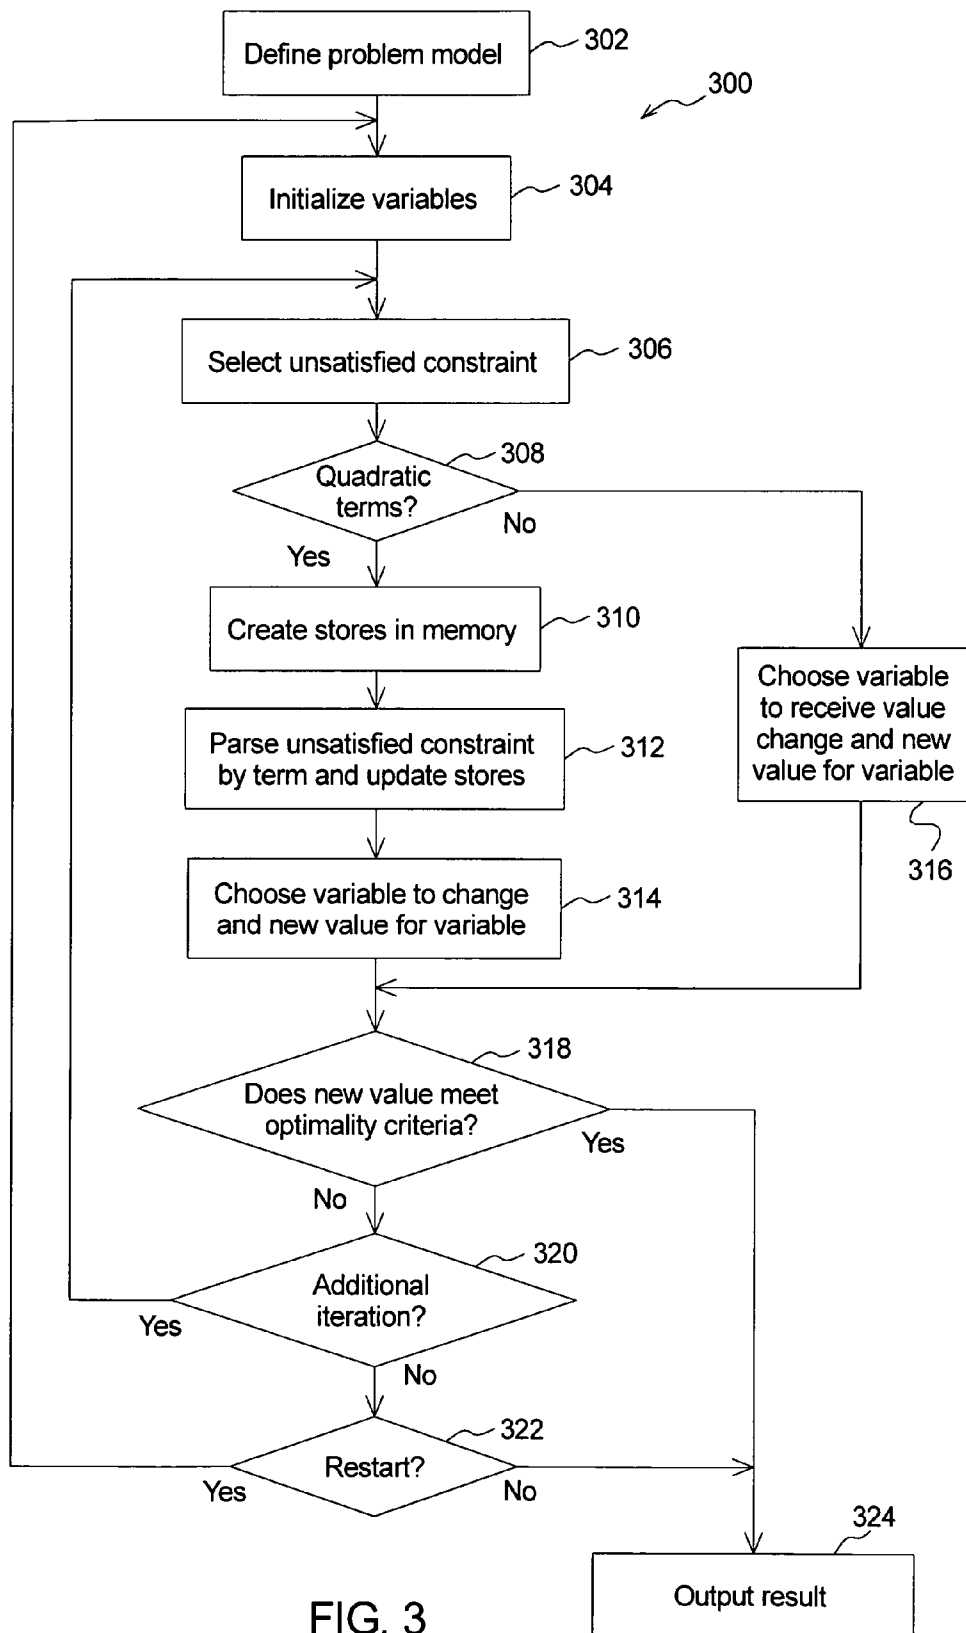 Define problem model
302
300
Initialize variables
304
Select unsatisfied constraint
306
Quadratic
terms?
308
No
Yes
Create stores in memory
310
Choose variable
to receive value
change and new
value for variable
316
Parse unsatisfied constraint
by term and update stores
312
Choose variable to change
and new value for variable
314
Does new value meet
optimality criteria?
318
Yes
No
Additional
iteration?
320
Yes
No
Restart?
322
Yes
No
324
Output result
FIG. 3